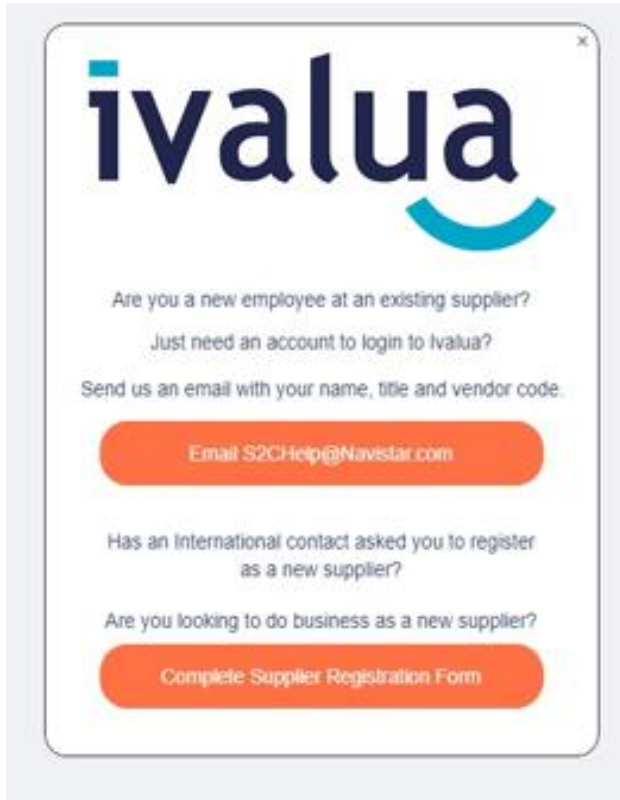 ivalua
Are you a new employee at an existing supplier?
Just need an account to login to Ivalua?
Send us an email with your name, title and vendor code.
Email S2CHelp@Navistar.com
Has an International contact asked you to register
as a new supplier?
Are you looking to do business as a new supplier?
Complete Supplier Registration Form